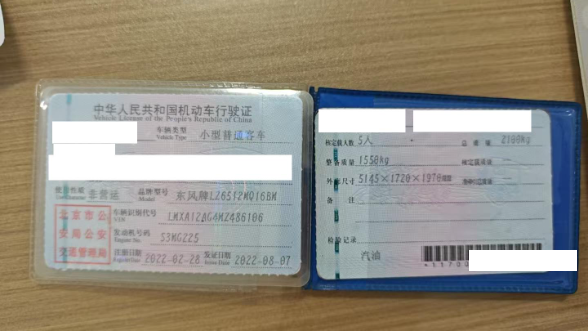 中华人民共和国机动车行驶证
Vehicle License of the People's Republic of China
车辆类型 小型普通客车
Vehicle Type
使用性质 非营运 品牌型号 东风牌LZ6512MQ16BM
Use Character Model
北京市公安局公安交通管理局
车辆识别代号 LMXA12AG4MZ486106
VIN
发动机号码 S3MG225
Engine No.
注册日期 2022-02-28 发证日期 2022-08-07
Register Date Issue Date
核定载人数 5人 总质量 2100kg
整备质量 1550kg 核定载质量
外廓尺寸 5145×1720×1970
备注
检验记录
汽油